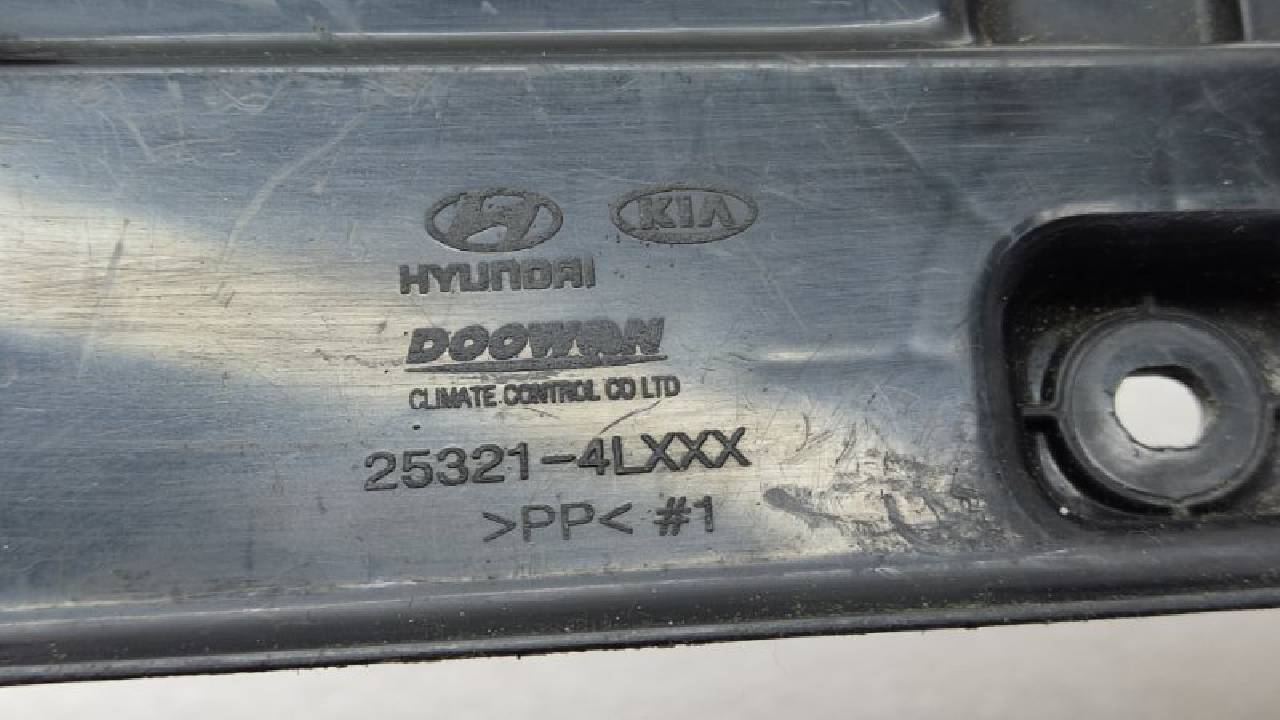 KIA
HYUNDAI
DOOWON
CLIMATE CONTROL CO LTD
25321-4LXXX
>PP< #1